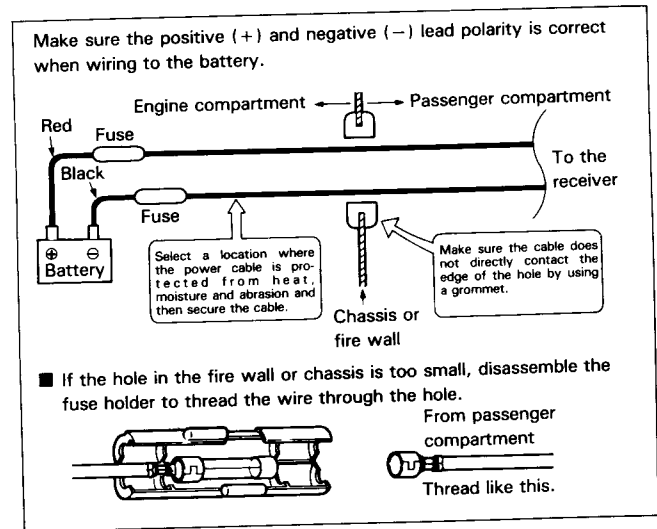 Make sure the positive (+) and negative (−) lead polarity is correct
when wiring to the battery.
Engine compartment
Passenger compartment
Red
Fuse
Black
Fuse
To the
receiver
⊕ ⊖
Battery
Select a location where
the power cable is pro-
tected from heat,
moisture and abrasion and
then secure the cable.
Make sure the cable does
not directly contact the
edge of the hole by using
a grommet.
Chassis or
fire wall
■ If the hole in the fire wall or chassis is too small, disassemble the
fuse holder to thread the wire through the hole.
From passenger
compartment
Thread like this.